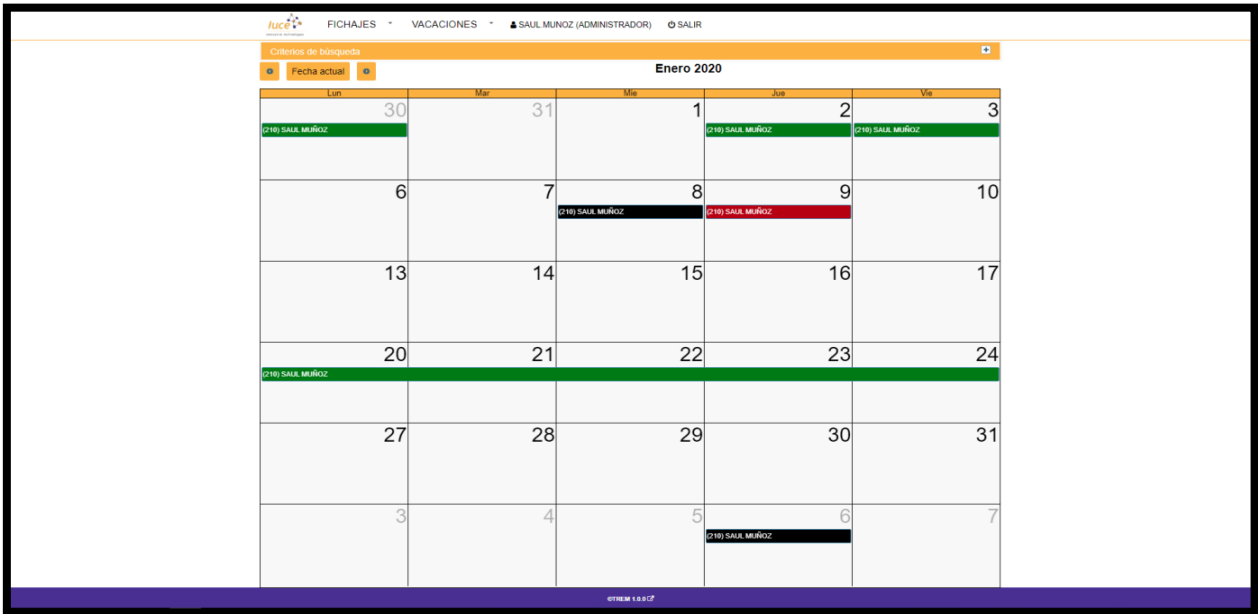 luce FICHAJES VACACIONES SAUL MUNOZ (ADMINISTRADOR) SALIR
Criterios de búsqueda
Fecha actual Enero 2020
Lun Mar Mie Jue Vie
30 31 1 2 3
(210) SAUL MUÑOZ (210) SAUL MUÑOZ (210) SAUL MUÑOZ
6 7 8 9 10
(210) SAUL MUÑOZ (210) SAUL MUÑOZ
13 14 15 16 17
20 21 22 23 24
(210) SAUL MUÑOZ
27 28 29 30 31
3 4 5 6 7
(210) SAUL MUÑOZ
©TREM 1.0.0